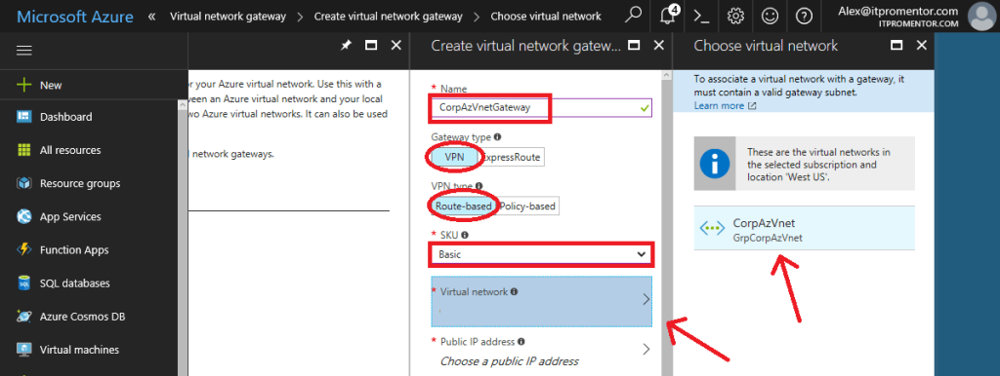 Microsoft Azure
Virtual network gateway
Create virtual network gateway
Choose virtual network
4
Alex@itpromentor.com
ITPROMENTOR.COM
New
Dashboard
All resources
Resource groups
App Services
Function Apps
SQL databases
Azure Cosmos DB
Virtual machines
your Azure virtual network. Use this with a
een an Azure virtual network and your local
wo Azure virtual networks. It can also be used
l network gateways.
Create virtual network gatew...
* Name
CorpAzVnetGateway
Gateway type
VPN
ExpressRoute
VPN type
Route-based
Policy-based
* SKU
Basic
* Virtual network
* Public IP address
Choose a public IP address
Choose virtual network
To associate a virtual network with a gateway, it
must contain a valid gateway subnet.
Learn more
These are the virtual networks in
the selected subscription and
location 'West US'.
CorpAzVnet
GrpCorpAzVnet